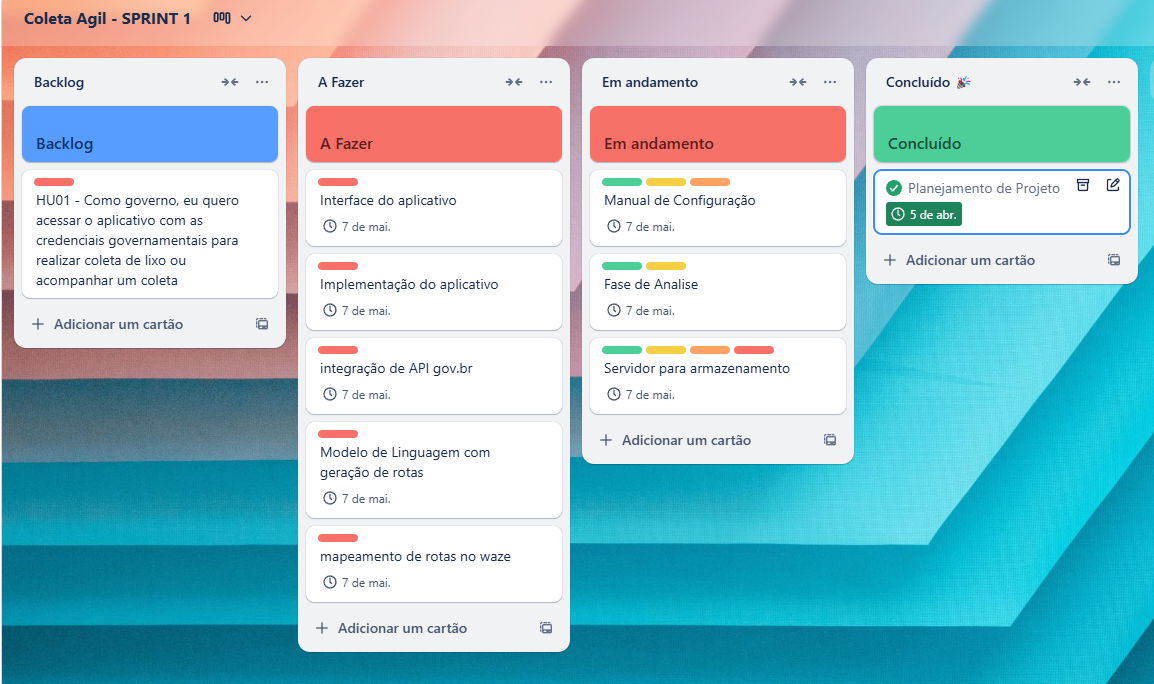 Coleta Agil - SPRINT 1
Backlog
Backlog
HU01 - Como governo, eu quero
acessar o aplicativo com as
credenciais governamentais para
realizar coleta de lixo ou
acompanhar um coleta
Adicionar um cartão
A Fazer
A Fazer
Interface do aplicativo
7 de mai.
Implementação do aplicativo
7 de mai.
integração de API gov.br
7 de mai.
Modelo de Linguagem com
geração de rotas
7 de mai.
mapeamento de rotas no waze
7 de mai.
Adicionar um cartão
Em andamento
Em andamento
Manual de Configuração
7 de mai.
Fase de Analise
7 de mai.
Servidor para armazenamento
7 de mai.
Adicionar um cartão
Concluído 🎉
Concluído
Planejamento de Projeto
5 de abr.
Adicionar um cartão